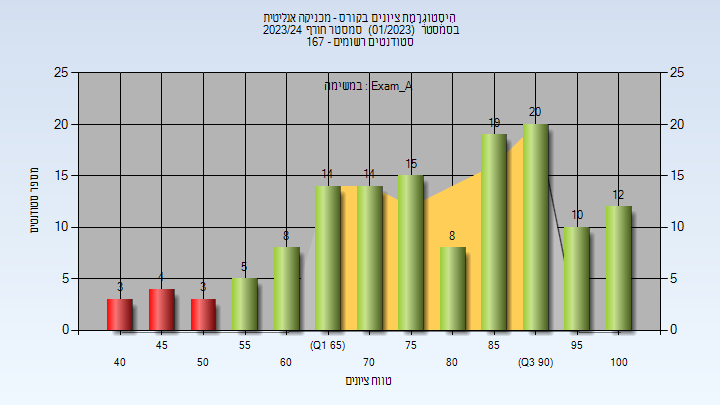 היסטוגרמת ציונים בקורס - מכניקה אנליטית
בסמסטר (01/2023) סמסטר חורף 2023/24
סטודנטים רשומים - 167
במשימה : Exam_A
מספר סטודנטים
25 25
20 20
15 15
10 10
5 5
0 0
3 4 3 5 8 14 14 15 8 19 20 10 12
45 55 (Q1 65) 75 85 95
40 50 60 70 80 (Q3 90) 100
טווח ציונים